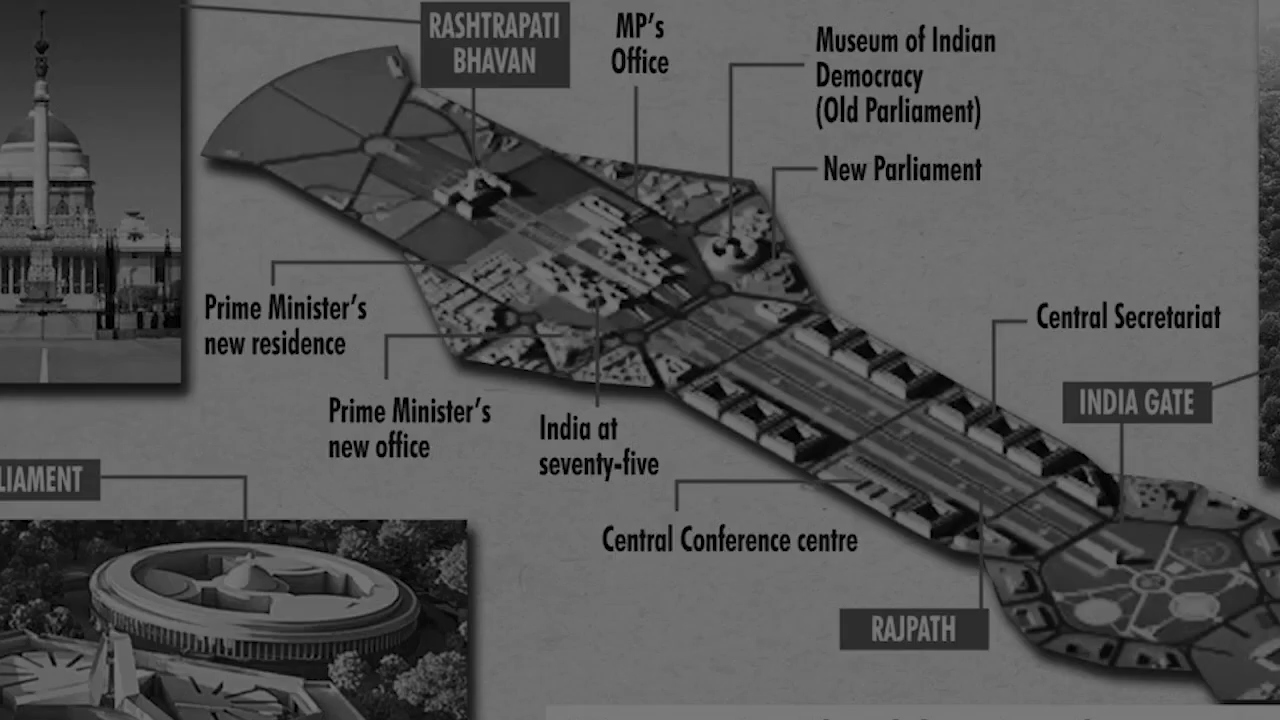 RASHTRAPATI
BHAVAN
MP's
Office
Museum of Indian
Democracy
(Old Parliament)
New Parliament
Prime Minister's
new residence
Central Secretariat
INDIA GATE
Prime Minister's
new office
India at
seventy-five
LIAMENT
Central Conference centre
RAJPATH